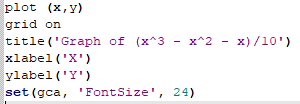 plot (x,y)
grid on
title('Graph of (x^3 - x^2 - x)/10')
xlabel('X')
ylabel('Y')
set(gca, 'FontSize', 24)